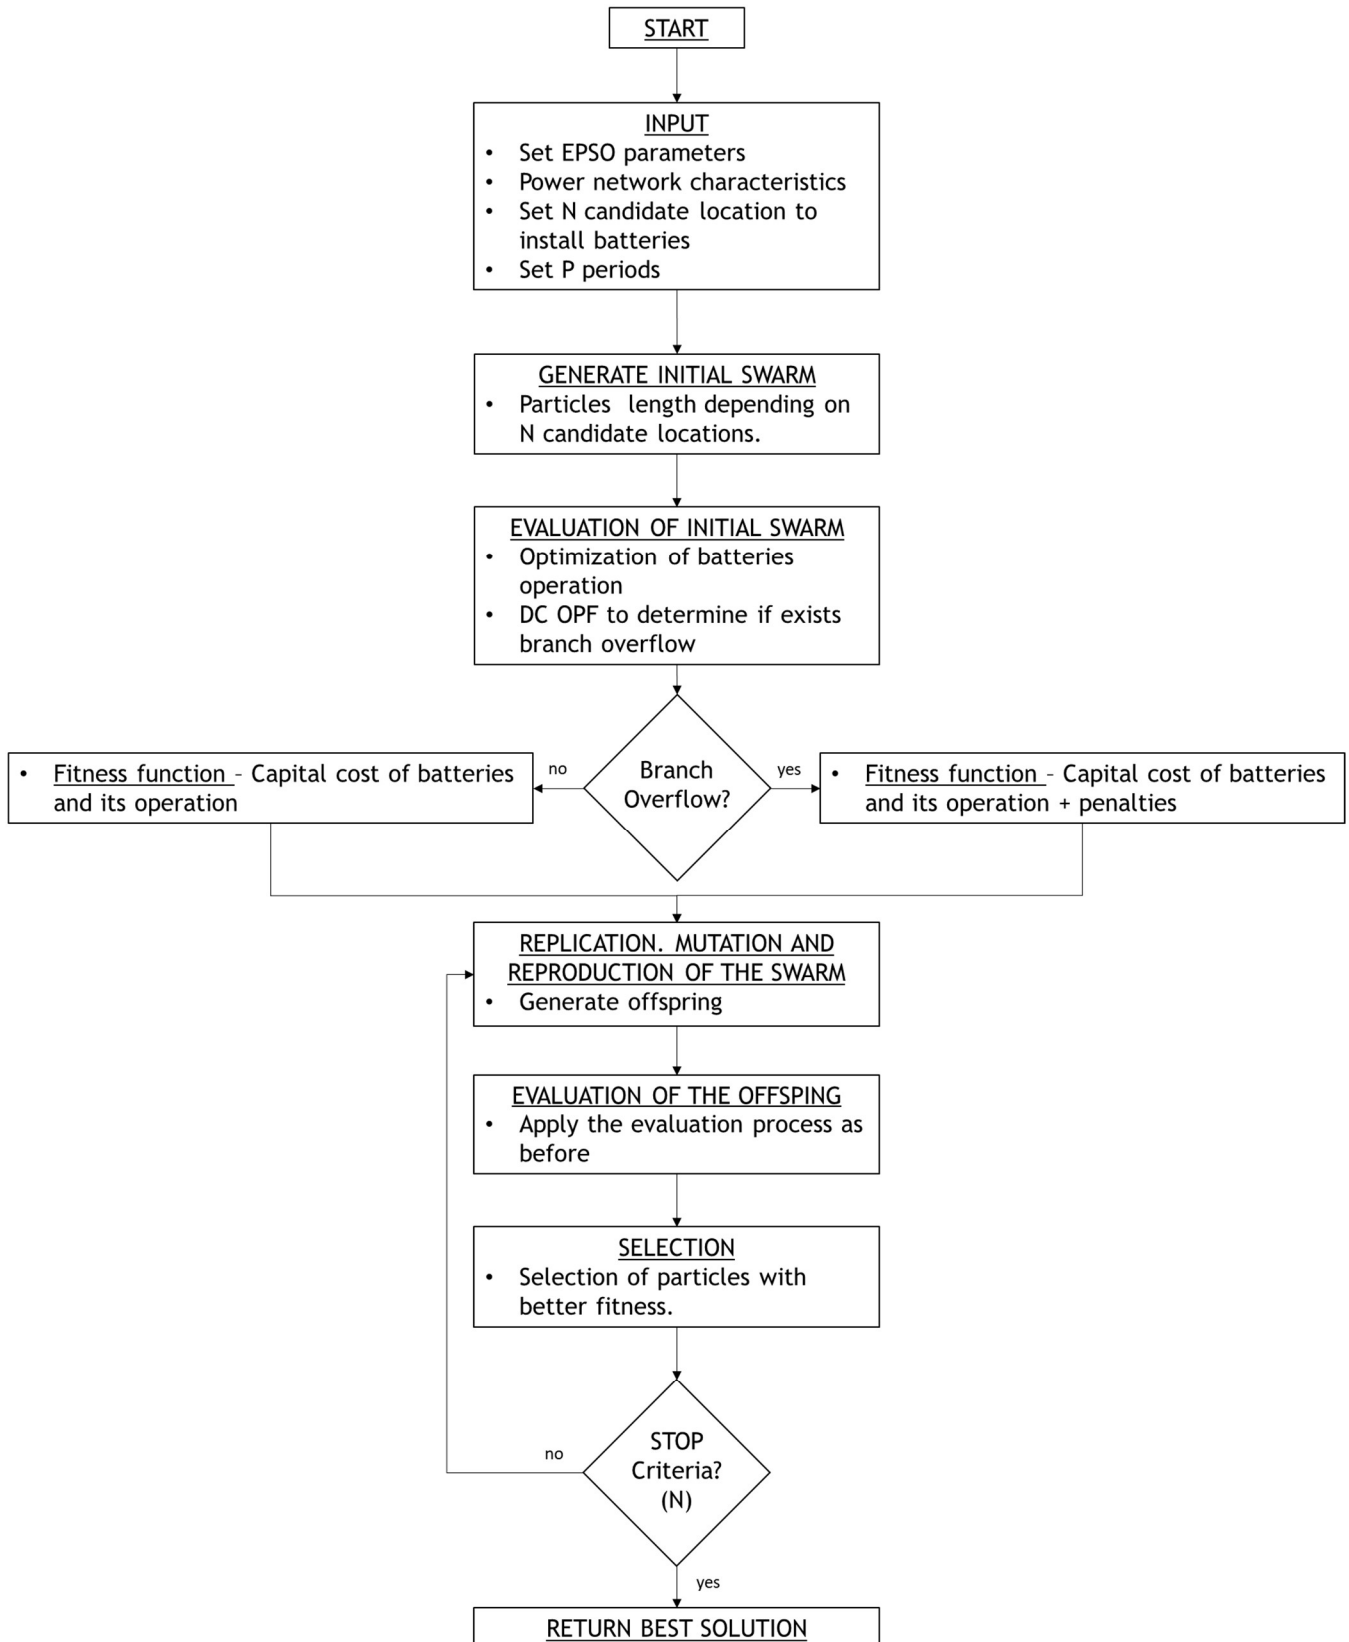 START
INPUT
• Set EPSO parameters
• Power network characteristics
• Set N candidate location to
install batteries
• Set P periods
GENERATE INITIAL SWARM
• Particles length depending on
N candidate locations.
EVALUATION OF INITIAL SWARM
• Optimization of batteries
operation
• DC OPF to determine if exists
branch overflow
• Fitness function – Capital cost of batteries
and its operation
no
Branch
Overflow?
yes
• Fitness function – Capital cost of batteries
and its operation + penalties
REPLICATION. MUTATION AND
REPRODUCTION OF THE SWARM
• Generate offspring
EVALUATION OF THE OFFSPING
• Apply the evaluation process as
before
SELECTION
• Selection of particles with
better fitness.
no
STOP
Criteria?
(N)
yes
RETURN BEST SOLUTION